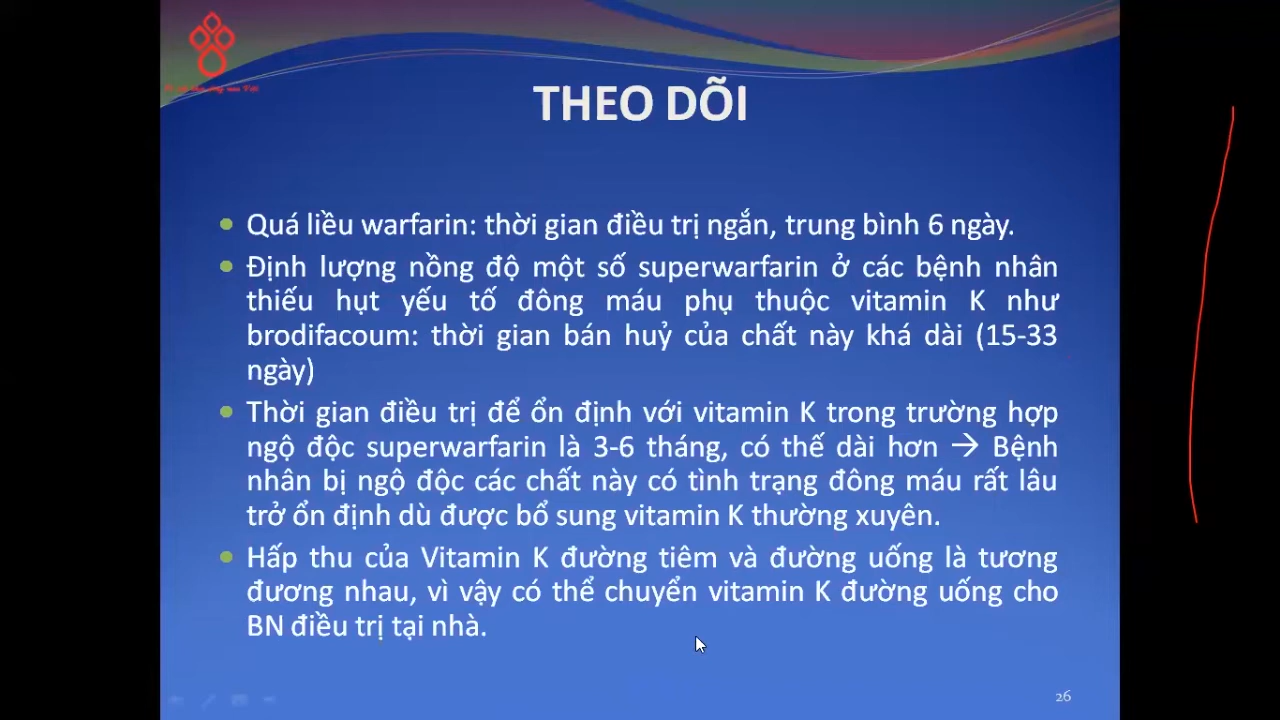 THEO DÕI
Quá liều warfarin: thời gian điều trị ngắn, trung bình 6 ngày.
Định lượng nồng độ một số superwarfarin ở các bệnh nhân
thiếu hụt yếu tố đông máu phụ thuộc vitamin K như
brodifacoum: thời gian bán huỷ của chất này khá dài (15-33
ngày)
Thời gian điều trị để ổn định với vitamin K trong trường hợp
ngộ độc superwarfarin là 3-6 tháng, có thể dài hơn → Bệnh
nhân bị ngộ độc các chất này có tình trạng đông máu rất lâu
trở ổn định dù được bổ sung vitamin K thường xuyên.
Hấp thu của Vitamin K đường tiêm và đường uống là tương
đương nhau, vì vậy có thể chuyển vitamin K đường uống cho
BN điều trị tại nhà.
26